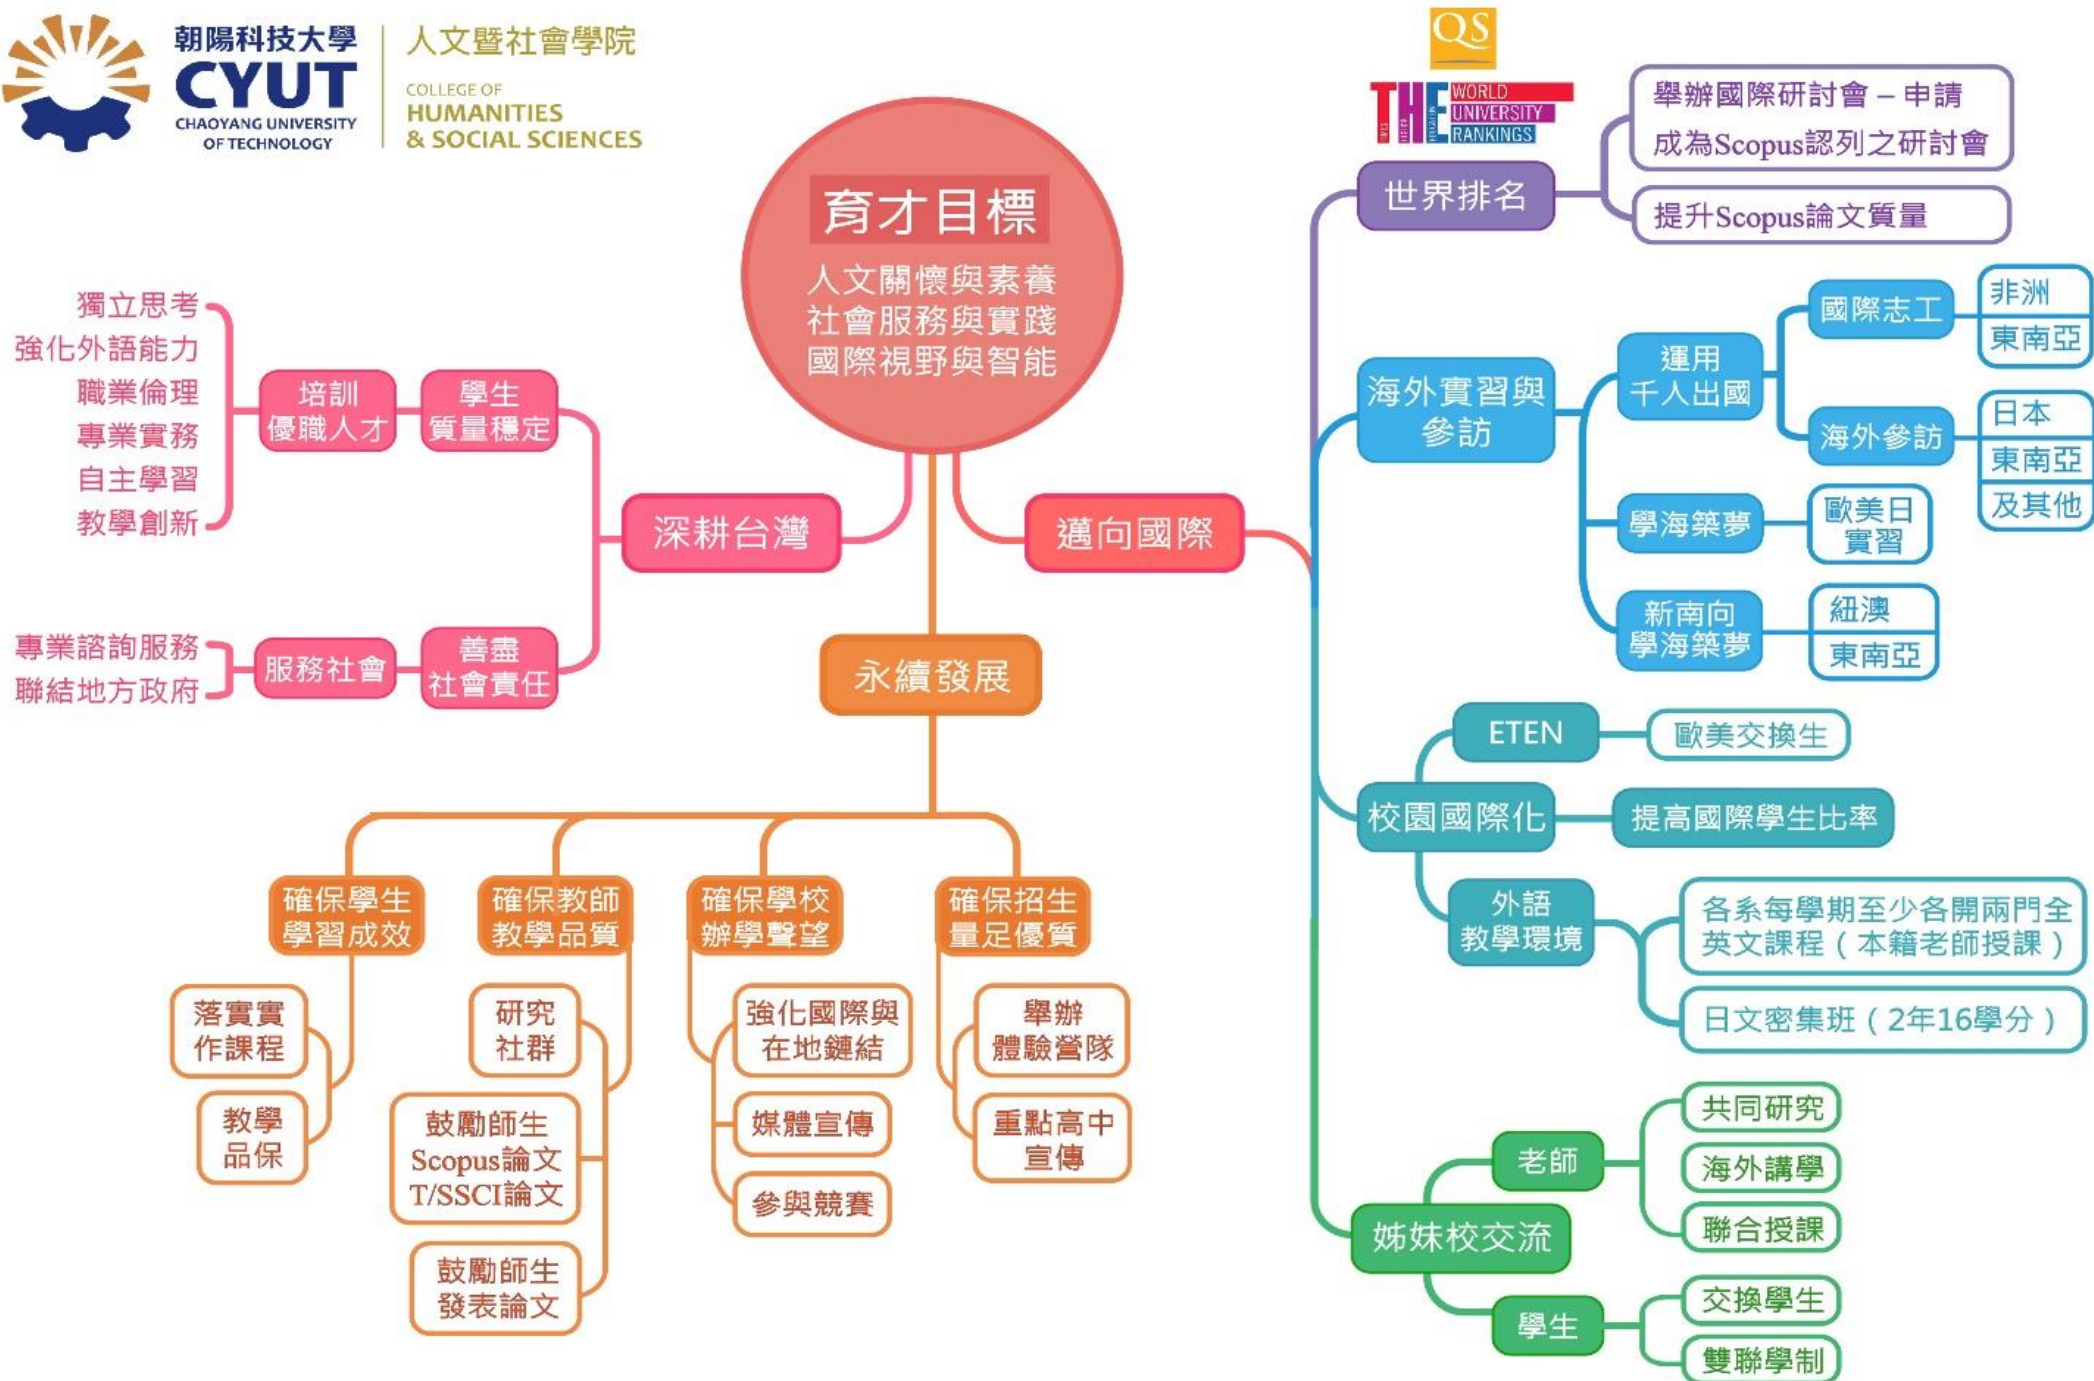 朝陽科技大學
CYUT
CHAOYANG UNIVERSITY
OF TECHNOLOGY
人文暨社會學院
COLLEGE OF
HUMANITIES
& SOCIAL SCIENCES
育才目標
人文關懷與素養
社會服務與實踐
國際視野與智能
深耕台灣
學生
質量穩定
培訓
優職人才
獨立思考
強化外語能力
職業倫理
專業實務
自主學習
教學創新
善盡
社會責任
服務社會
專業諮詢服務
聯結地方政府
永續發展
確保學生
學習成效
落實實
作課程
教學
品保
確保教師
教學品質
研究
社群
鼓勵師生
Scopus論文
T/SSCI論文
鼓勵師生
發表論文
確保學校
辦學聲望
強化國際與
在地鏈結
媒體宣傳
參與競賽
確保招生
量足優質
舉辦
體驗營隊
重點高中
宣傳
邁向國際
QS
THE
WORLD
UNIVERSITY
RANKINGS
世界排名
舉辦國際研討會 – 申請
成為Scopus認列之研討會
提升Scopus論文質量
海外實習與
參訪
運用
千人出國
國際志工
非洲
東南亞
海外參訪
日本
東南亞
及其他
學海築夢
歐美日
實習
新南向
學海築夢
紐澳
東南亞
校園國際化
ETEN
歐美交換生
提高國際學生比率
外語
教學環境
各系每學期至少各開兩門全
英文課程（本籍老師授課）
日文密集班（2年16學分）
姊妹校交流
老師
共同研究
海外講學
聯合授課
學生
交換學生
雙聯學制